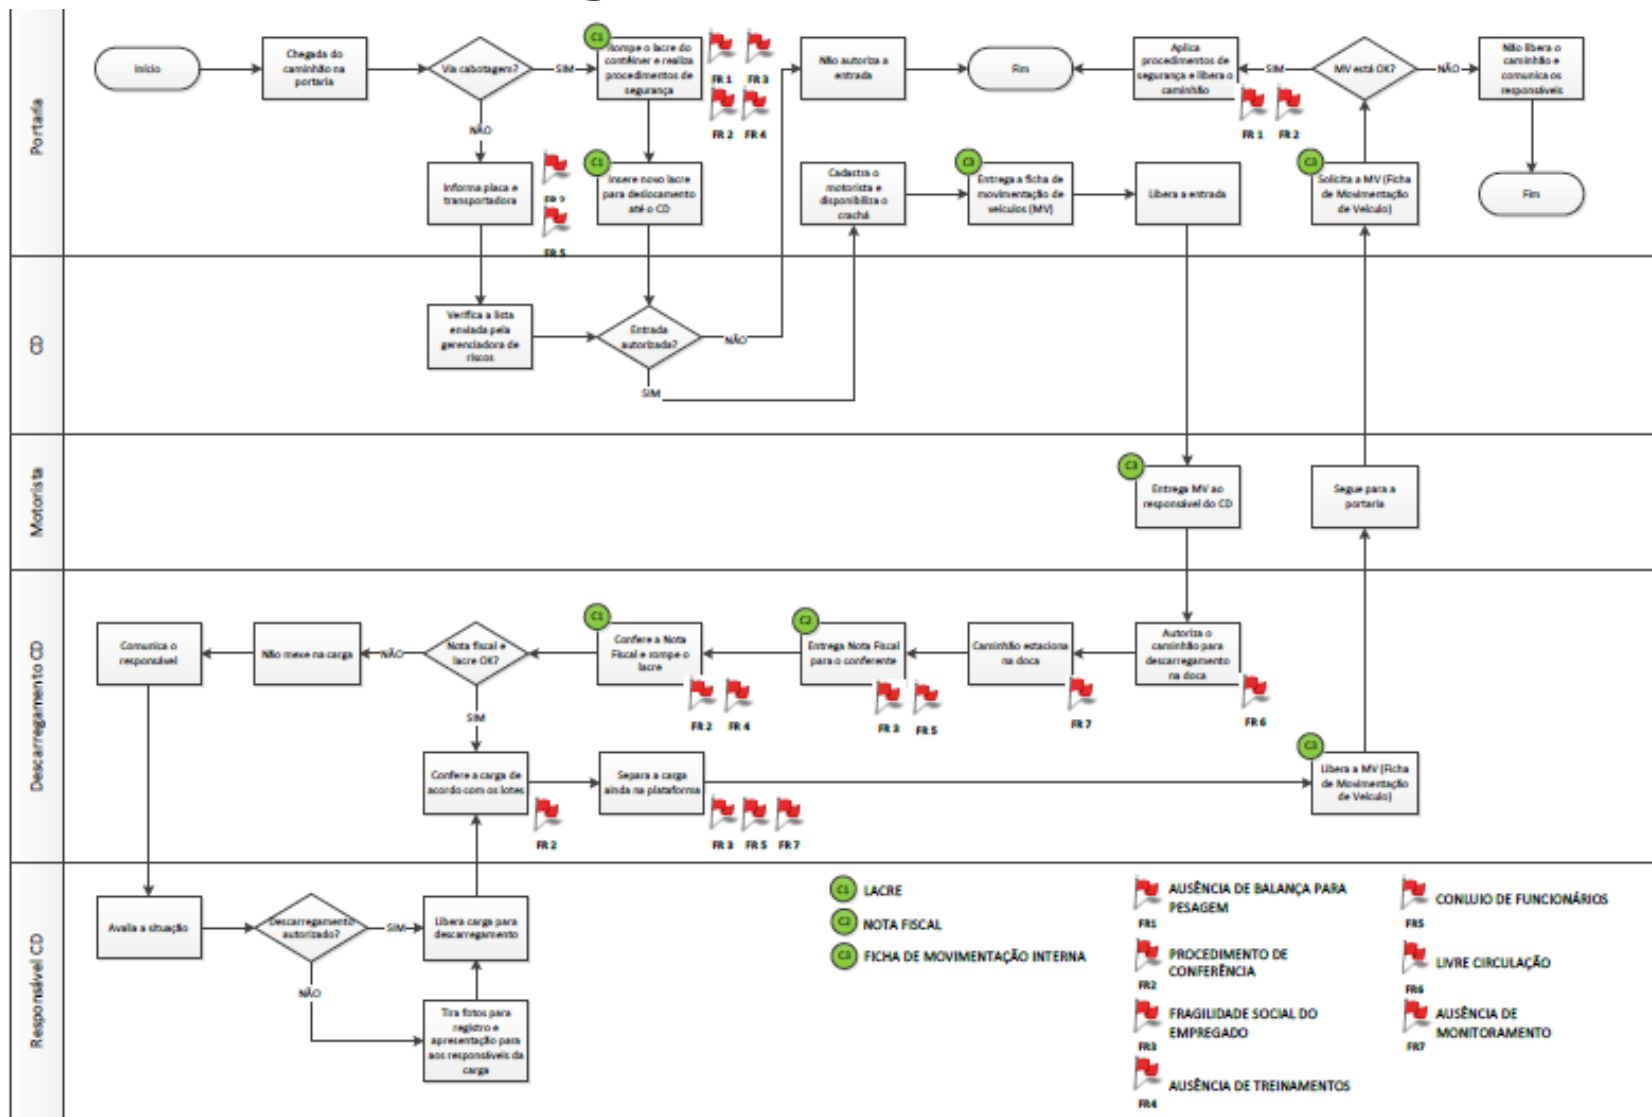 Portaria
Início
Chegada do
caminhão na
portaria
Via cabotagem?
SIM
NÃO
C1
Rompe o lacre do
contêiner e realiza
procedimentos de
segurança
FR 1
FR 3
FR 2
FR 4
Não autoriza a
entrada
Fim
Aplica
procedimentos de
segurança e libera o
caminhão
FR 1
FR 2
SIM
MV está OK?
NÃO
Não libera o
caminhão e
comunica os
responsáveis
Informa placa e
transportadora
FR 5
C1
Insere novo lacre
para deslocamento
até o CD
Cadastra o
motorista e
disponibiliza o
crachá
C3
Entrega a ficha de
movimentação de
veículos (MV)
Libera a entrada
C3
Solicita a MV (Ficha
de Movimentação
de Veículo)
Fim
CD
Verifica a lista
enviada pela
gerenciadora de
riscos
Entrada
autorizada?
NÃO
SIM
Motorista
C3
Entrega MV ao
responsável do CD
Segue para a
portaria
Descarregamento CD
Comunica o
responsável
Não mexe na carga
NÃO
Nota fiscal e
lacre OK?
SIM
C1
Confere a Nota
Fiscal e rompe o
lacre
FR 2
FR 4
C2
Entrega Nota Fiscal
para o conferente
FR 3
FR 5
Caminhão estaciona
na doca
FR 7
Autoriza o
caminhão para
descarregamento
na doca
FR 6
Confere a carga de
acordo com os lotes
FR 2
Separa a carga
ainda na plataforma
FR 3
FR 5
FR 7
C3
Libera a MV (Ficha
de Movimentação
de Veículo)
Responsável CD
Avalia a situação
Descarregamento
autorizado?
SIM
NÃO
Libera carga para
descarregamento
Tira fotos para
registro e
apresentação para
aos responsáveis da
carga
C1 LACRE
C2 NOTA FISCAL
C3 FICHA DE MOVIMENTAÇÃO INTERNA
AUSÊNCIA DE BALANÇA PARA
PESAGEM
FR1
PROCEDIMENTO DE
CONFERÊNCIA
FR2
FRAGILIDADE SOCIAL DO
EMPREGADO
FR3
AUSÊNCIA DE TREINAMENTOS
FR4
CONLUIO DE FUNCIONÁRIOS
FR5
LIVRE CIRCULAÇÃO
FR6
AUSÊNCIA DE
MONITORAMENTO
FR7